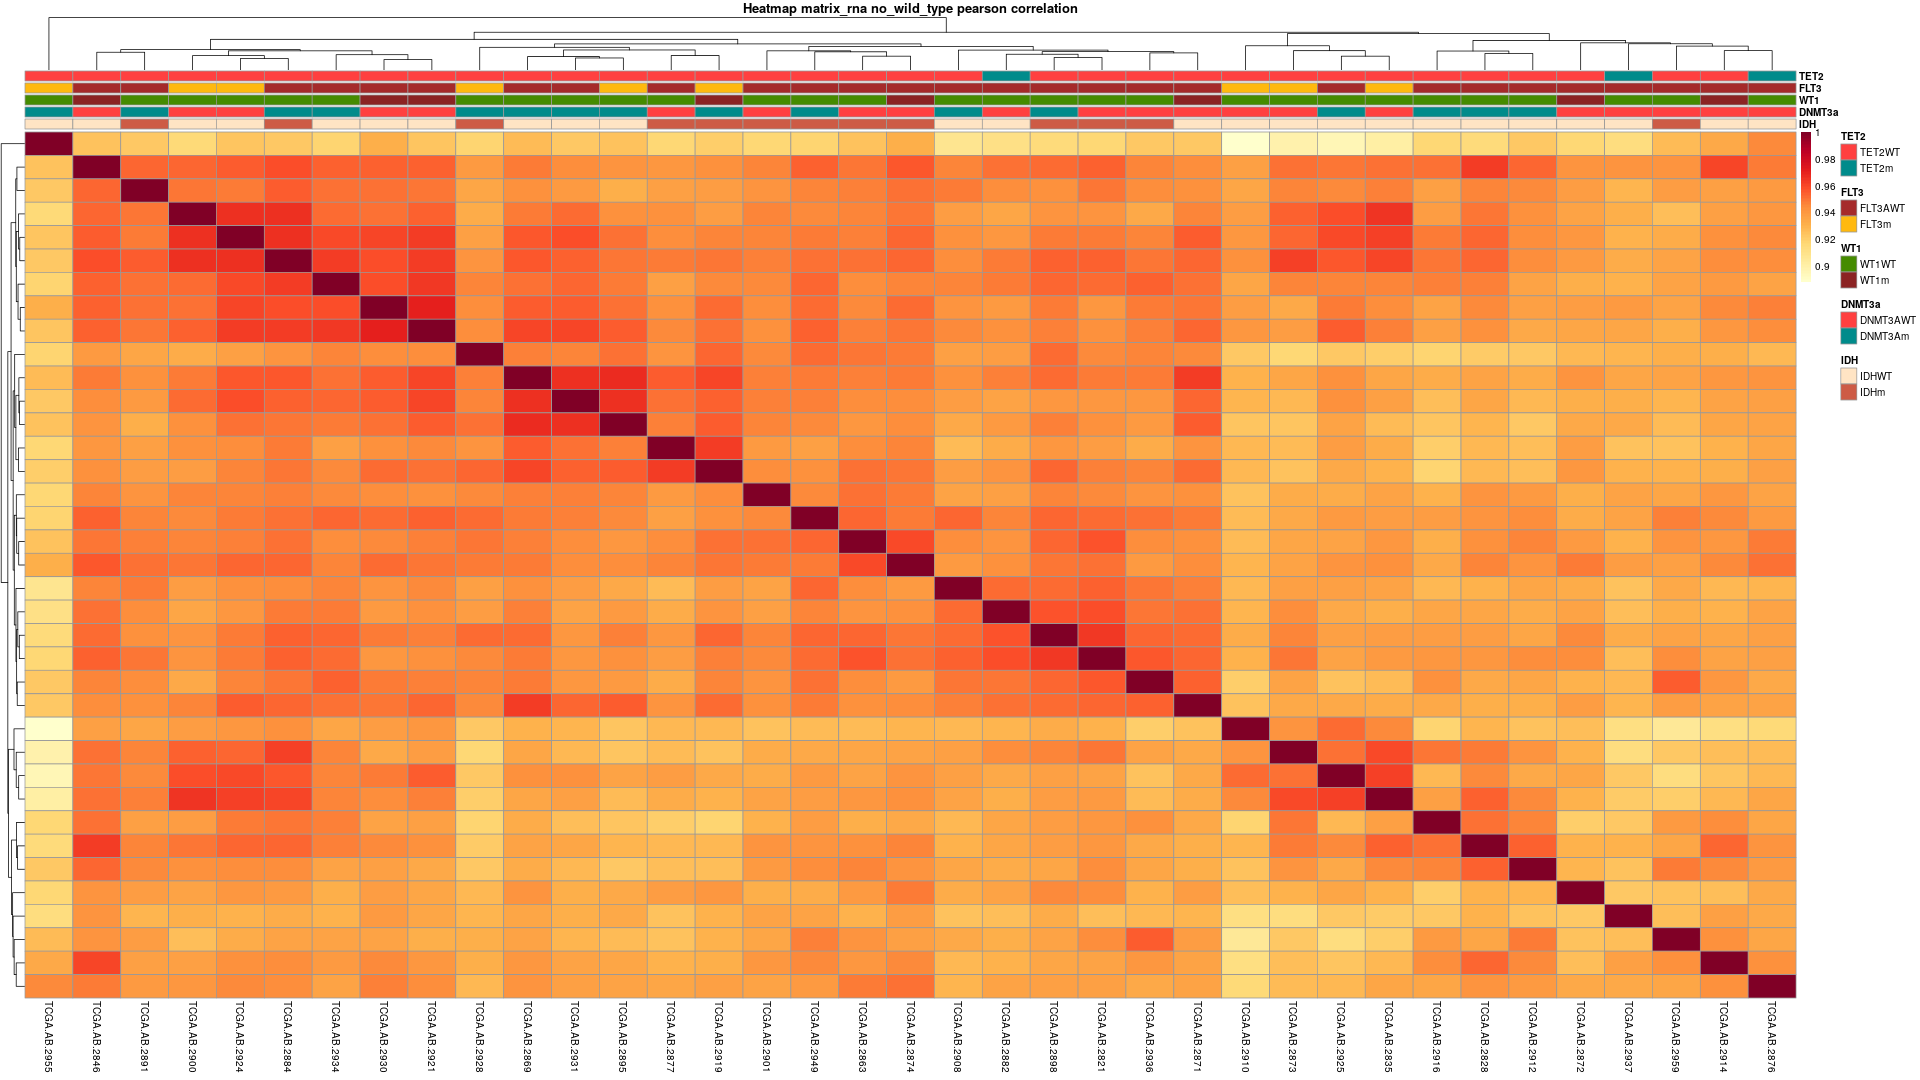 Heatmap matrix_rna no_wild_type pearson correlation
TET2
FLT3
WT1
DNMT3a
IDH
1
0.98
0.96
0.94
0.92
0.9
TET2
TET2WT
TET2m
FLT3
FLT3AWT
FLT3m
WT1
WT1WT
WT1m
DNMT3a
DNMT3AWT
DNMT3Am
IDH
IDHWT
IDHm
TCGA.AB.2955
TCGA.AB.2846
TCGA.AB.2891
TCGA.AB.2900
TCGA.AB.2924
TCGA.AB.2884
TCGA.AB.2934
TCGA.AB.2930
TCGA.AB.2921
TCGA.AB.2928
TCGA.AB.2869
TCGA.AB.2931
TCGA.AB.2895
TCGA.AB.2877
TCGA.AB.2919
TCGA.AB.2901
TCGA.AB.2949
TCGA.AB.2863
TCGA.AB.2874
TCGA.AB.2908
TCGA.AB.2882
TCGA.AB.2898
TCGA.AB.2821
TCGA.AB.2936
TCGA.AB.2871
TCGA.AB.2910
TCGA.AB.2873
TCGA.AB.2925
TCGA.AB.2835
TCGA.AB.2916
TCGA.AB.2828
TCGA.AB.2912
TCGA.AB.2872
TCGA.AB.2937
TCGA.AB.2959
TCGA.AB.2914
TCGA.AB.2876